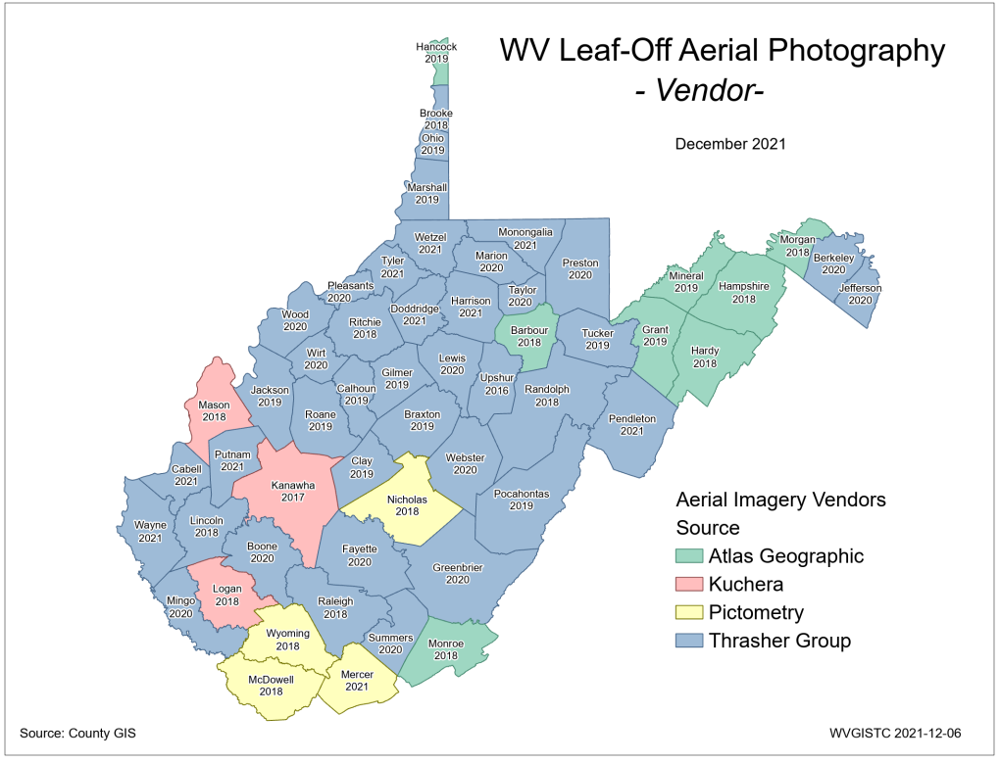 WV Leaf-Off Aerial Photography
- Vendor-
December 2021
Hancock
2019
Brooke
2018
Ohio
2019
Marshall
2019
Wetzel
2021
Monongalia
2021
Marion
2020
Preston
2020
Tyler
2021
Pleasants
2020
Doddridge
2021
Harrison
2021
Taylor
2020
Morgan
2018
Berkeley
2020
Jefferson
2020
Mineral
2019
Hampshire
2018
Wood
2020
Ritchie
2018
Barbour
2018
Tucker
2019
Grant
2019
Hardy
2018
Wirt
2020
Lewis
2020
Gilmer
2019
Upshur
2016
Randolph
2018
Jackson
2019
Calhoun
2019
Roane
2019
Braxton
2019
Pendleton
2021
Mason
2018
Putnam
2021
Clay
2019
Webster
2020
Cabell
2021
Kanawha
2017
Nicholas
2018
Pocahontas
2019
Wayne
2021
Lincoln
2018
Boone
2020
Fayette
2020
Greenbrier
2020
Mingo
2020
Logan
2018
Raleigh
2018
Wyoming
2018
Summers
2020
Monroe
2018
McDowell
2018
Mercer
2021
Aerial Imagery Vendors
Source
Atlas Geographic
Kuchera
Pictometry
Thrasher Group
Source: County GIS
WVGISTC 2021-12-06